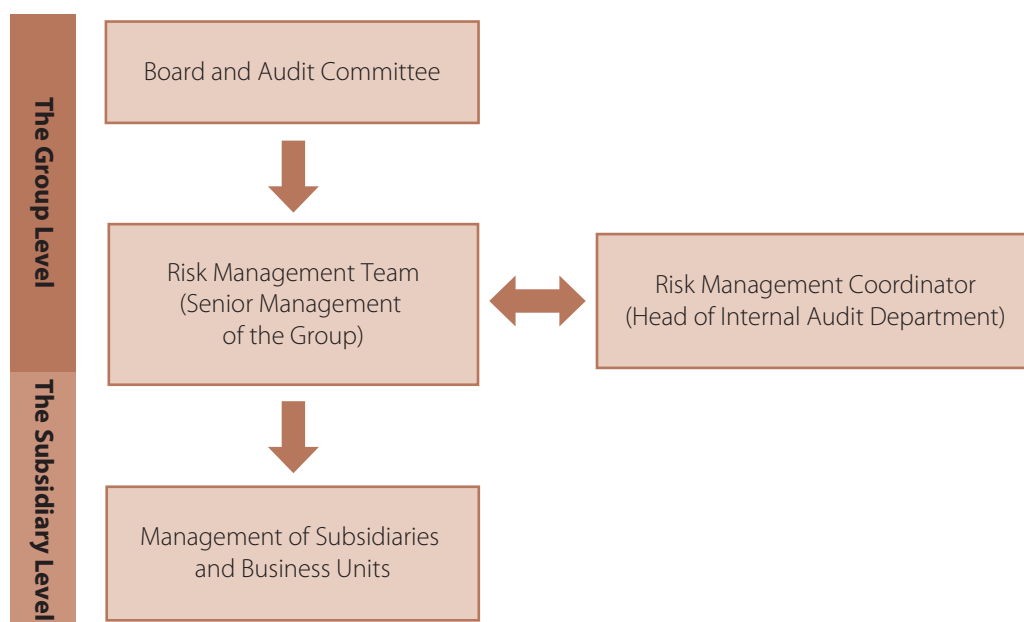 The Group Level
Board and Audit Committee
Risk Management Team
(Senior Management
of the Group)
Risk Management Coordinator
(Head of Internal Audit Department)
The Subsidiary Level
Management of Subsidiaries
and Business Units